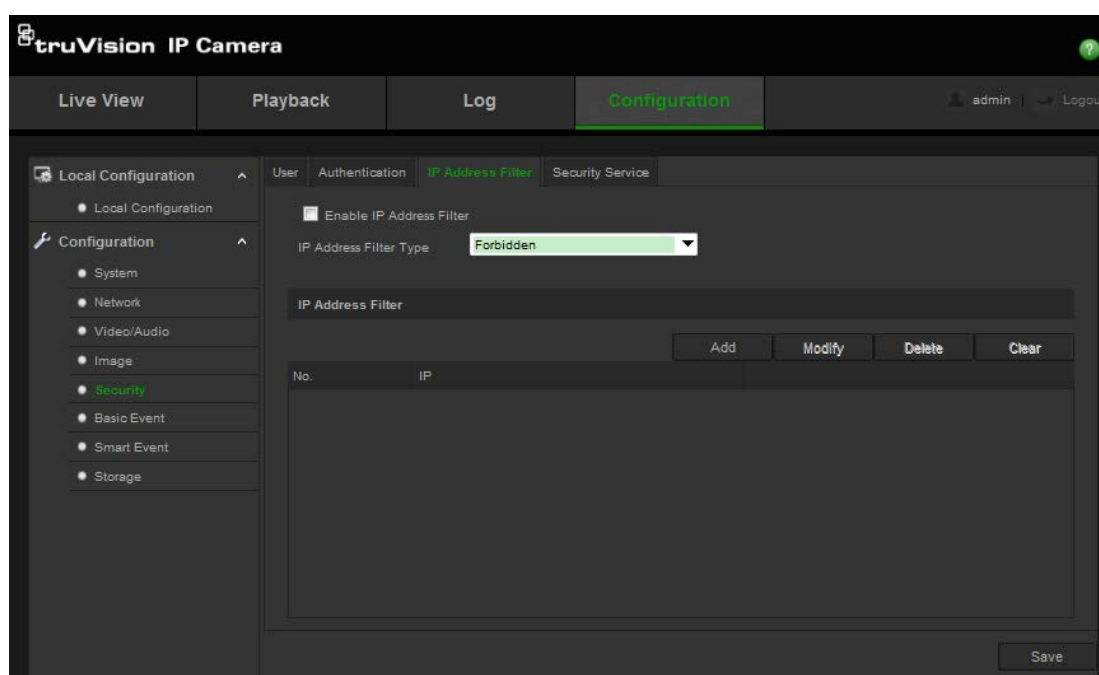 truVision IP Camera
?
Live View Playback Log Configuration admin | Logou
Local Configuration
Local Configuration
Configuration
System
Network
Video/Audio
Image
Security
Basic Event
Smart Event
Storage
User Authentication IP Address Filter Security Service
Enable IP Address Filter
IP Address Filter Type Forbidden
IP Address Filter
Add Modify Delete Clear
No. IP
Save